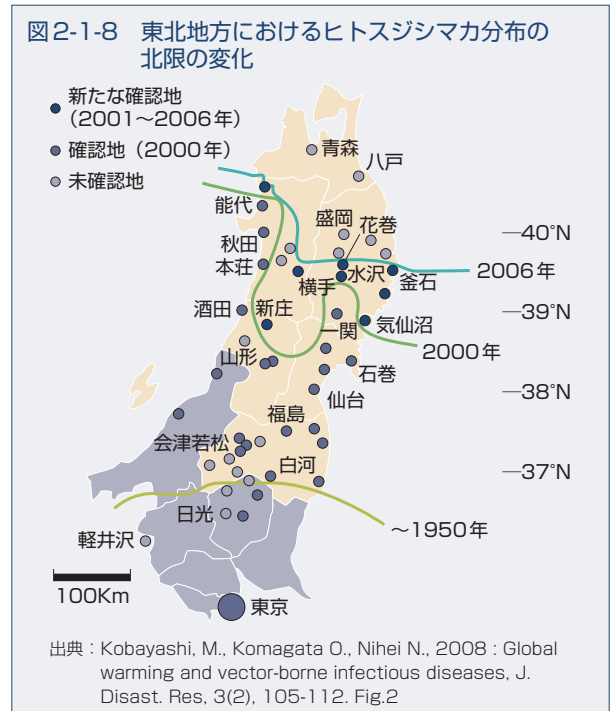 図2-1-8 東北地方におけるヒトスジシマカ分布の
北限の変化
新たな確認地
（2001～2006年）
確認地（2000年）
未確認地
青森
八戸
能代
盛岡
花巻
秋田
40°N
本荘
横手
水沢
釜石
2006年
酒田
新庄
39°N
一関
気仙沼
山形
2000年
石巻
仙台
38°N
福島
会津若松
白河
37°N
日光
～1950年
軽井沢
100Km
東京
出典：Kobayashi, M., Komagata O., Nihei N., 2008 : Global
warming and vector-borne infectious diseases, J.
Disast. Res, 3(2), 105-112. Fig.2